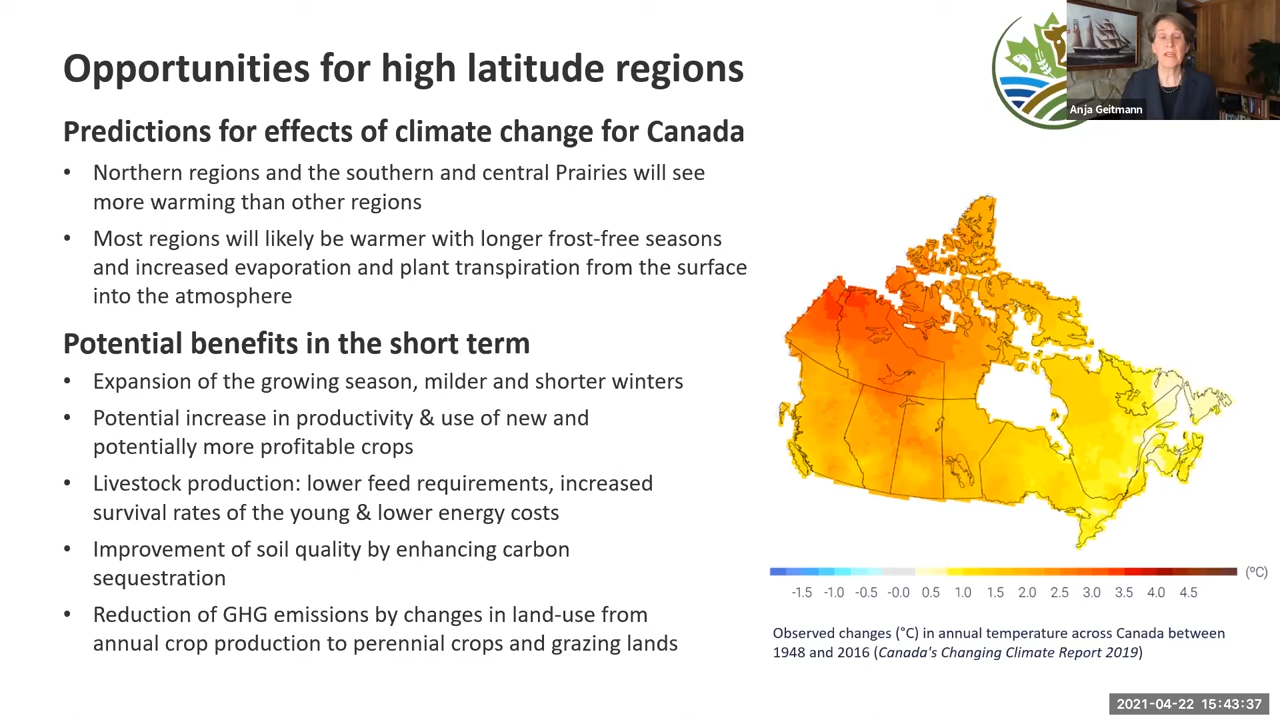 Opportunities for high latitude regions
Anja Geitmann
Predictions for effects of climate change for Canada
• Northern regions and the southern and central Prairies will see
more warming than other regions
• Most regions will likely be warmer with longer frost-free seasons
and increased evaporation and plant transpiration from the surface
into the atmosphere
Potential benefits in the short term
• Expansion of the growing season, milder and shorter winters
• Potential increase in productivity & use of new and
potentially more profitable crops
• Livestock production: lower feed requirements, increased
survival rates of the young & lower energy costs
• Improvement of soil quality by enhancing carbon
sequestration
• Reduction of GHG emissions by changes in land-use from
annual crop production to perennial crops and grazing lands
(°C)
-1.5 -1.0 -0.5 -0.0 0.5 1.0 1.5 2.0 2.5 3.0 3.5 4.0 4.5
Observed changes (°C) in annual temperature across Canada between
1948 and 2016 (Canada's Changing Climate Report 2019)
2021-04-22 15:43:37